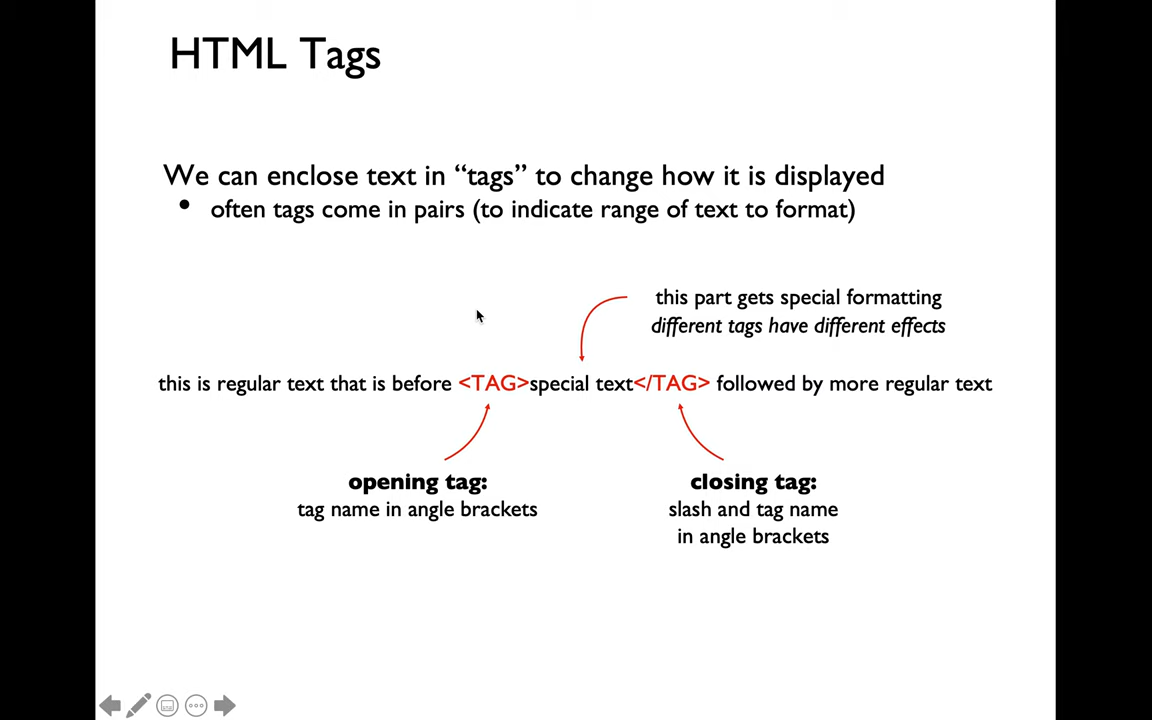 HTML Tags
We can enclose text in “tags” to change how it is displayed
• often tags come in pairs (to indicate range of text to format)
this part gets special formatting
different tags have different effects
this is regular text that is before <TAG>special text</TAG> followed by more regular text
opening tag:
tag name in angle brackets
closing tag:
slash and tag name
in angle brackets